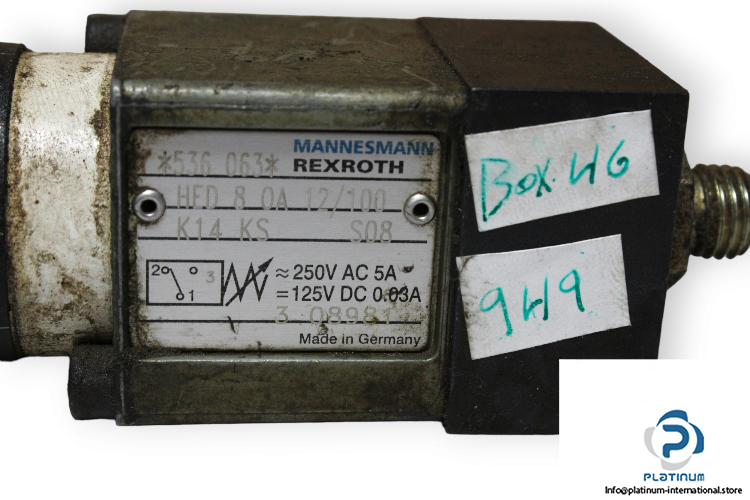 MANNESMANN
*536 063* REXROTH
HED 8 OA 12/100
K14 KS S08
2 3 1
≈ 250V AC 5A
= 125V DC 0.03A
3 08981
Made in Germany
BOX 46
9H9
P
PLATINUM
Info@platinum-international.store